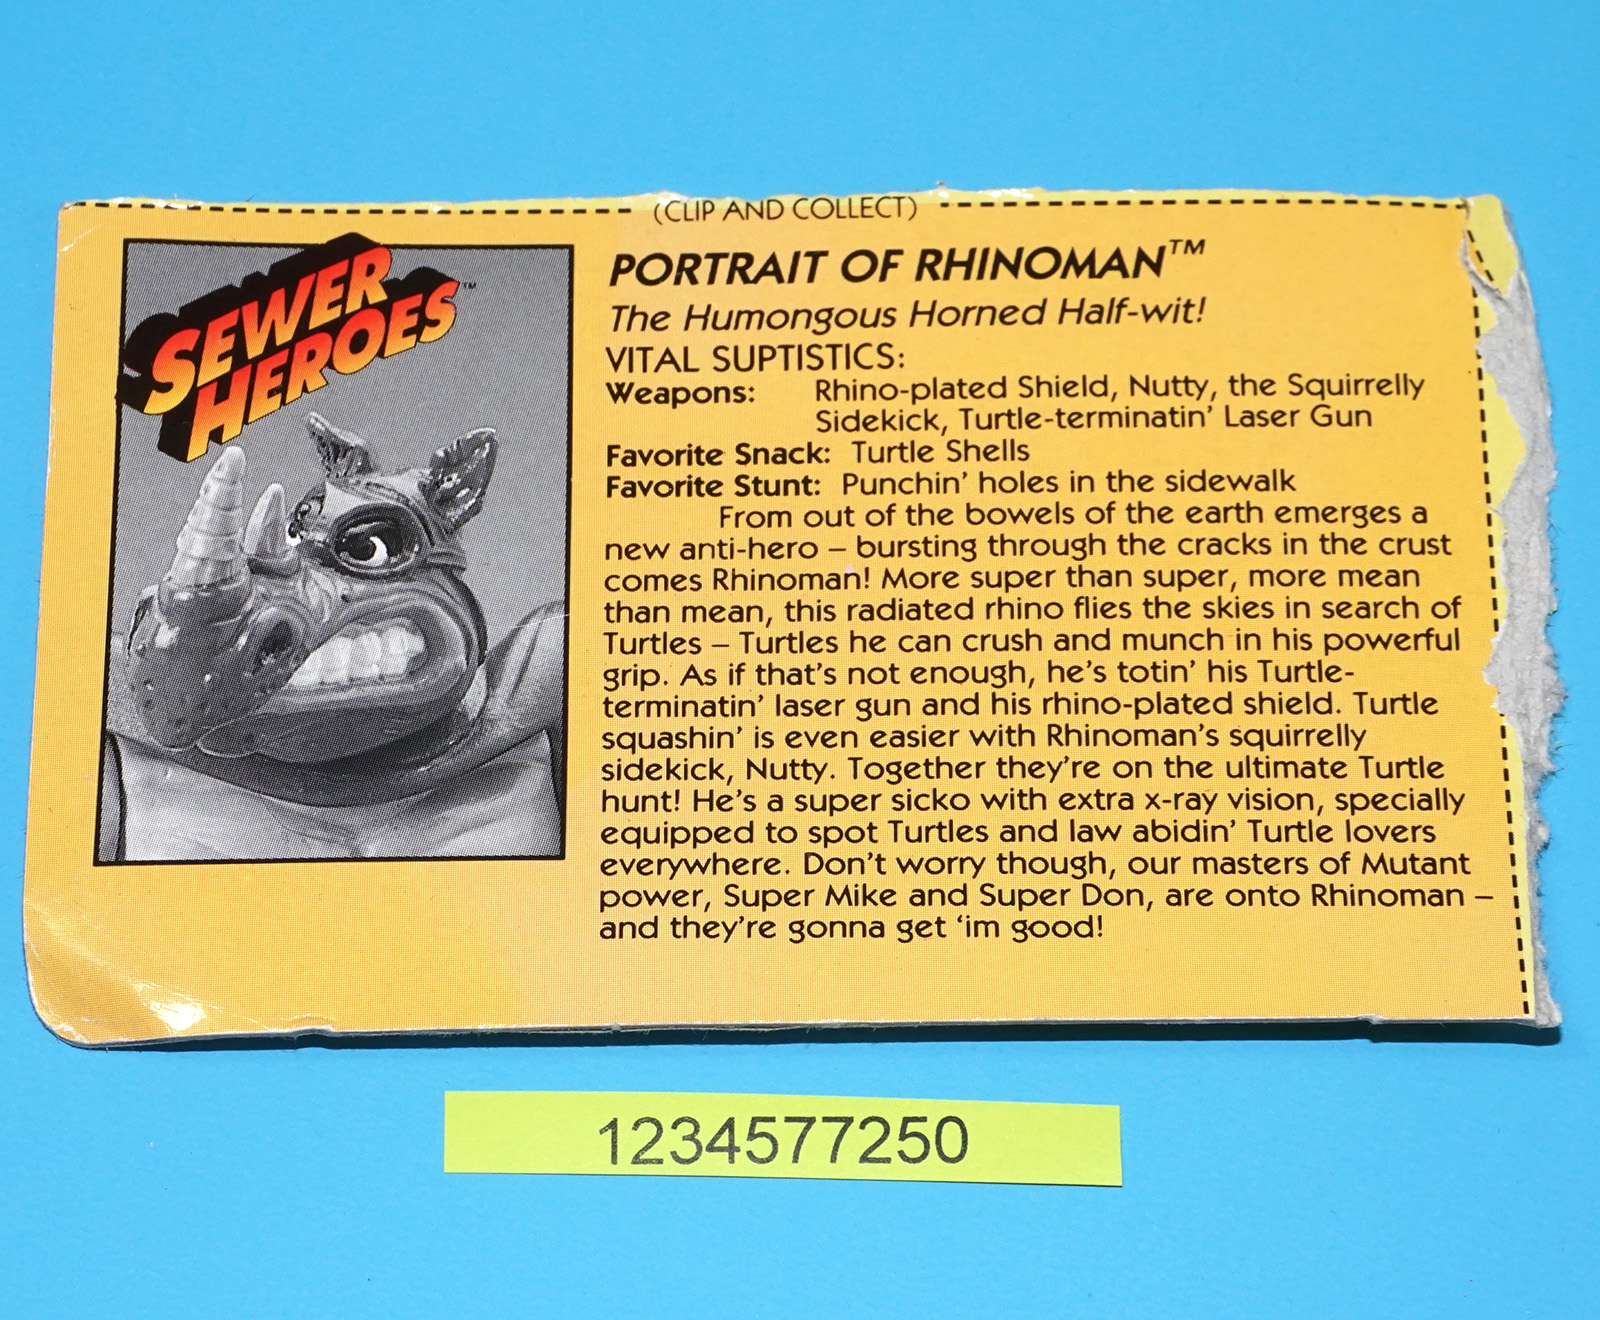 (CLIP AND COLLECT)
SEWER
HEROES™
PORTRAIT OF RHINOMAN™
The Humongous Horned Half-wit!
VITAL SUPTISTICS:
Weapons: Rhino-plated Shield, Nutty, the Squirrelly
Sidekick, Turtle-terminatin' Laser Gun
Favorite Snack: Turtle Shells
Favorite Stunt: Punchin' holes in the sidewalk
From out of the bowels of the earth emerges a
new anti-hero – bursting through the cracks in the crust
comes Rhinoman! More super than super, more mean
than mean, this radiated rhino flies the skies in search of
Turtles – Turtles he can crush and munch in his powerful
grip. As if that's not enough, he's totin' his Turtle-
terminatin' laser gun and his rhino-plated shield. Turtle
squashin' is even easier with Rhinoman's squirrelly
sidekick, Nutty. Together they're on the ultimate Turtle
hunt! He's a super sicko with extra x-ray vision, specially
equipped to spot Turtles and law abidin' Turtle lovers
everywhere. Don't worry though, our masters of Mutant
power, Super Mike and Super Don, are onto Rhinoman –
and they're gonna get 'im good!
1234577250